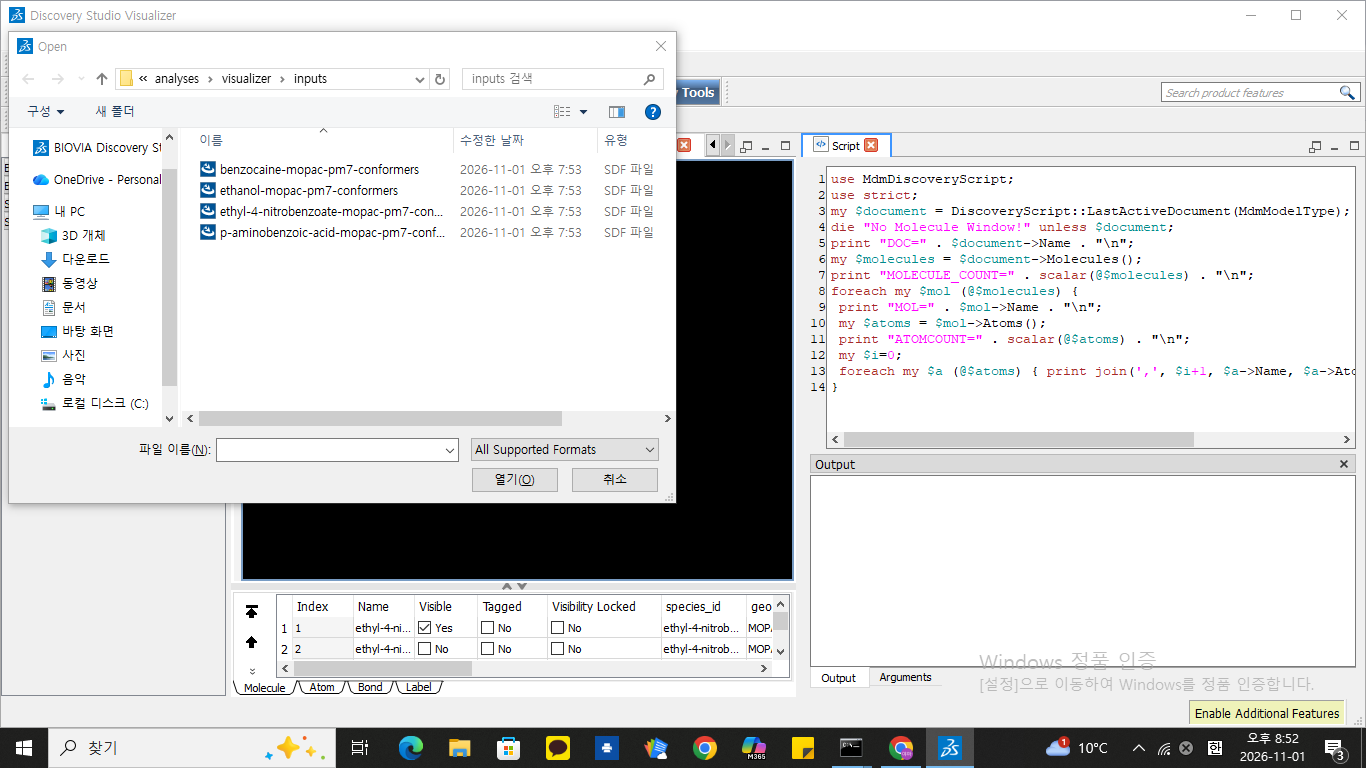 Discovery Studio Visualizer
Open
« analyses › visualizer › inputs
inputs 검색
구성
새 폴더
Tools
Search product features
BIOVIA Discovery St
OneDrive - Personal
내 PC
3D 개체
다운로드
동영상
문서
바탕 화면
사진
음악
로컬 디스크 (C:)
이름 수정한 날짜 유형
benzocaine-mopac-pm7-conformers 2026-11-01 오후 7:53 SDF 파일
ethanol-mopac-pm7-conformers 2026-11-01 오후 7:53 SDF 파일
ethyl-4-nitrobenzoate-mopac-pm7-con... 2026-11-01 오후 7:53 SDF 파일
p-aminobenzoic-acid-mopac-pm7-conf... 2026-11-01 오후 7:53 SDF 파일
파일 이름(N):
All Supported Formats
열기(O)
취소
Script
1 use MdmDiscoveryScript;
2 use strict;
3 my $document = DiscoveryScript::LastActiveDocument(MdmModelType);
4 die "No Molecule Window!" unless $document;
5 print "DOC=" . $document->Name . "\n";
6 my $molecules = $document->Molecules();
7 print "MOLECULE_COUNT=" . scalar(@$molecules) . "\n";
8 foreach my $mol (@$molecules) {
9 print "MOL=" . $mol->Name . "\n";
10 my $atoms = $mol->Atoms();
11 print "ATOMCOUNT=" . scalar(@$atoms) . "\n";
12 my $i=0;
13 foreach my $a (@$atoms) { print join(',', $i+1, $a->Name, $a->Ato
14 }
Output
Index Name Visible Tagged Visibility Locked species_id geo
1 1 ethyl-4-ni... Yes No No ethyl-4-nitrob... MOPA
2 2 ethyl-4-ni... No No No ethyl-4-nitrob... MOPA
Molecule Atom Bond Label
Output Arguments
Windows 정품 인증
[설정]으로 이동하여 Windows를 정품 인증합니다.
Enable Additional Features
찾기
M365
1
10°C
한
오후 8:52
2026-11-01
3